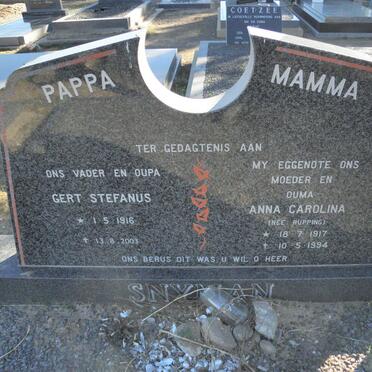 COETZEE
PAPPA
MAMMA
TER GEDAGTENIS AAN
ONS VADER EN OUPA
GERT STEFANUS
* 1.5.1916
† 13.8.2003
MY EGGENOTE ONS
MOEDER EN
OUMA
ANNA CAROLINA
(NEE RUPPING)
* 18.7.1917
† 10.5.1994
ONS BERUS DIT WAS U WIL O HEER
SNYMAN